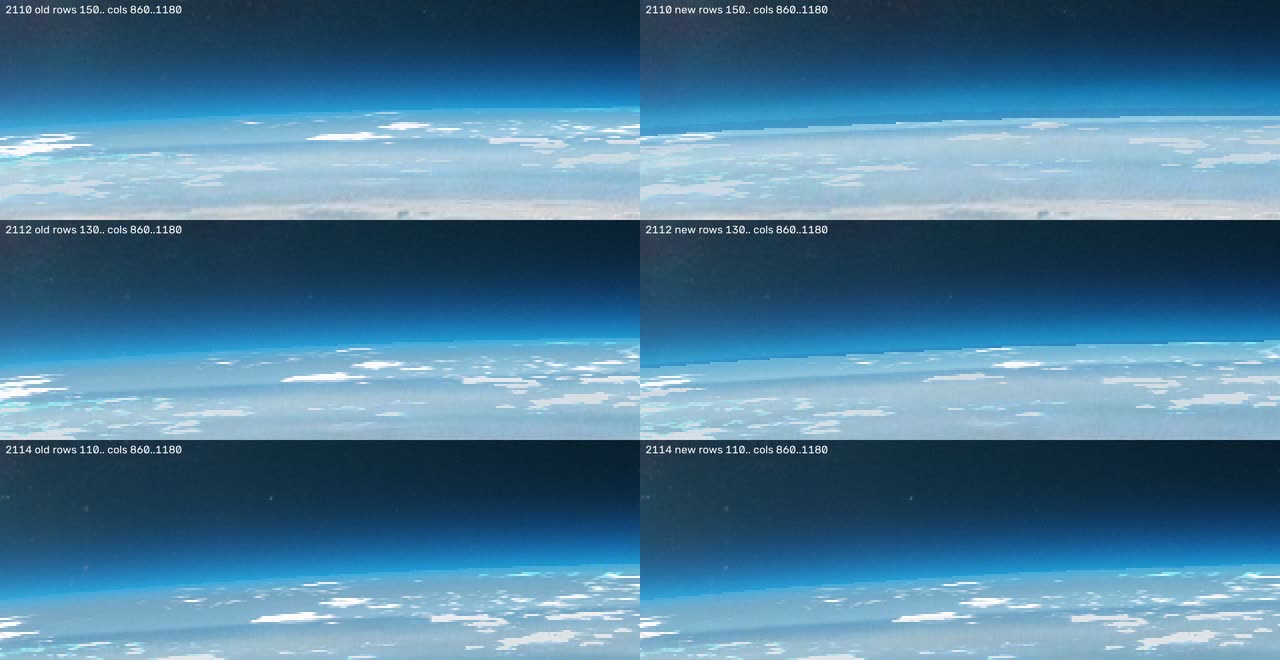 2110 old rows 150.. cols 860..1180
2110 new rows 150.. cols 860..1180
2112 old rows 130.. cols 860..1180
2112 new rows 130.. cols 860..1180
2114 old rows 110.. cols 860..1180
2114 new rows 110.. cols 860..1180